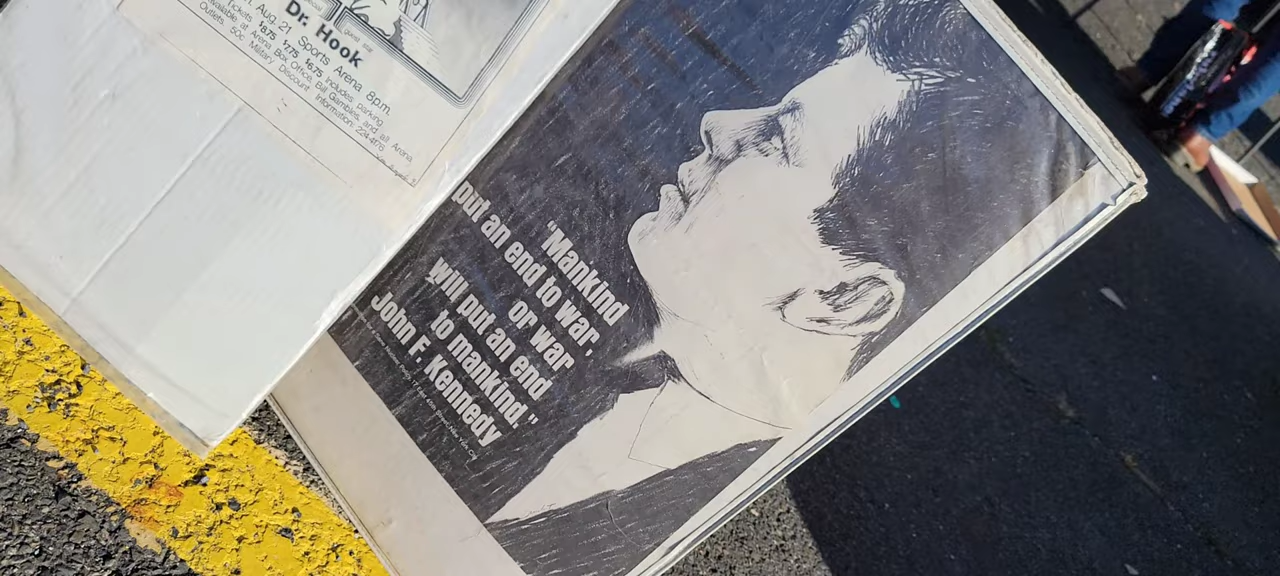 Dr. Hook
Aug. 21 Sports Arena 8p.m.
Tickets $8.75 $7.75 $6.75 includes parking
available at Arena Box Office, Bill Gamble's, and all Arena
Outlets
50¢ Military Discount Information: 224-4176
"Mankind
put an end to war,
or war
will put an end
to mankind."
John F. Kennedy